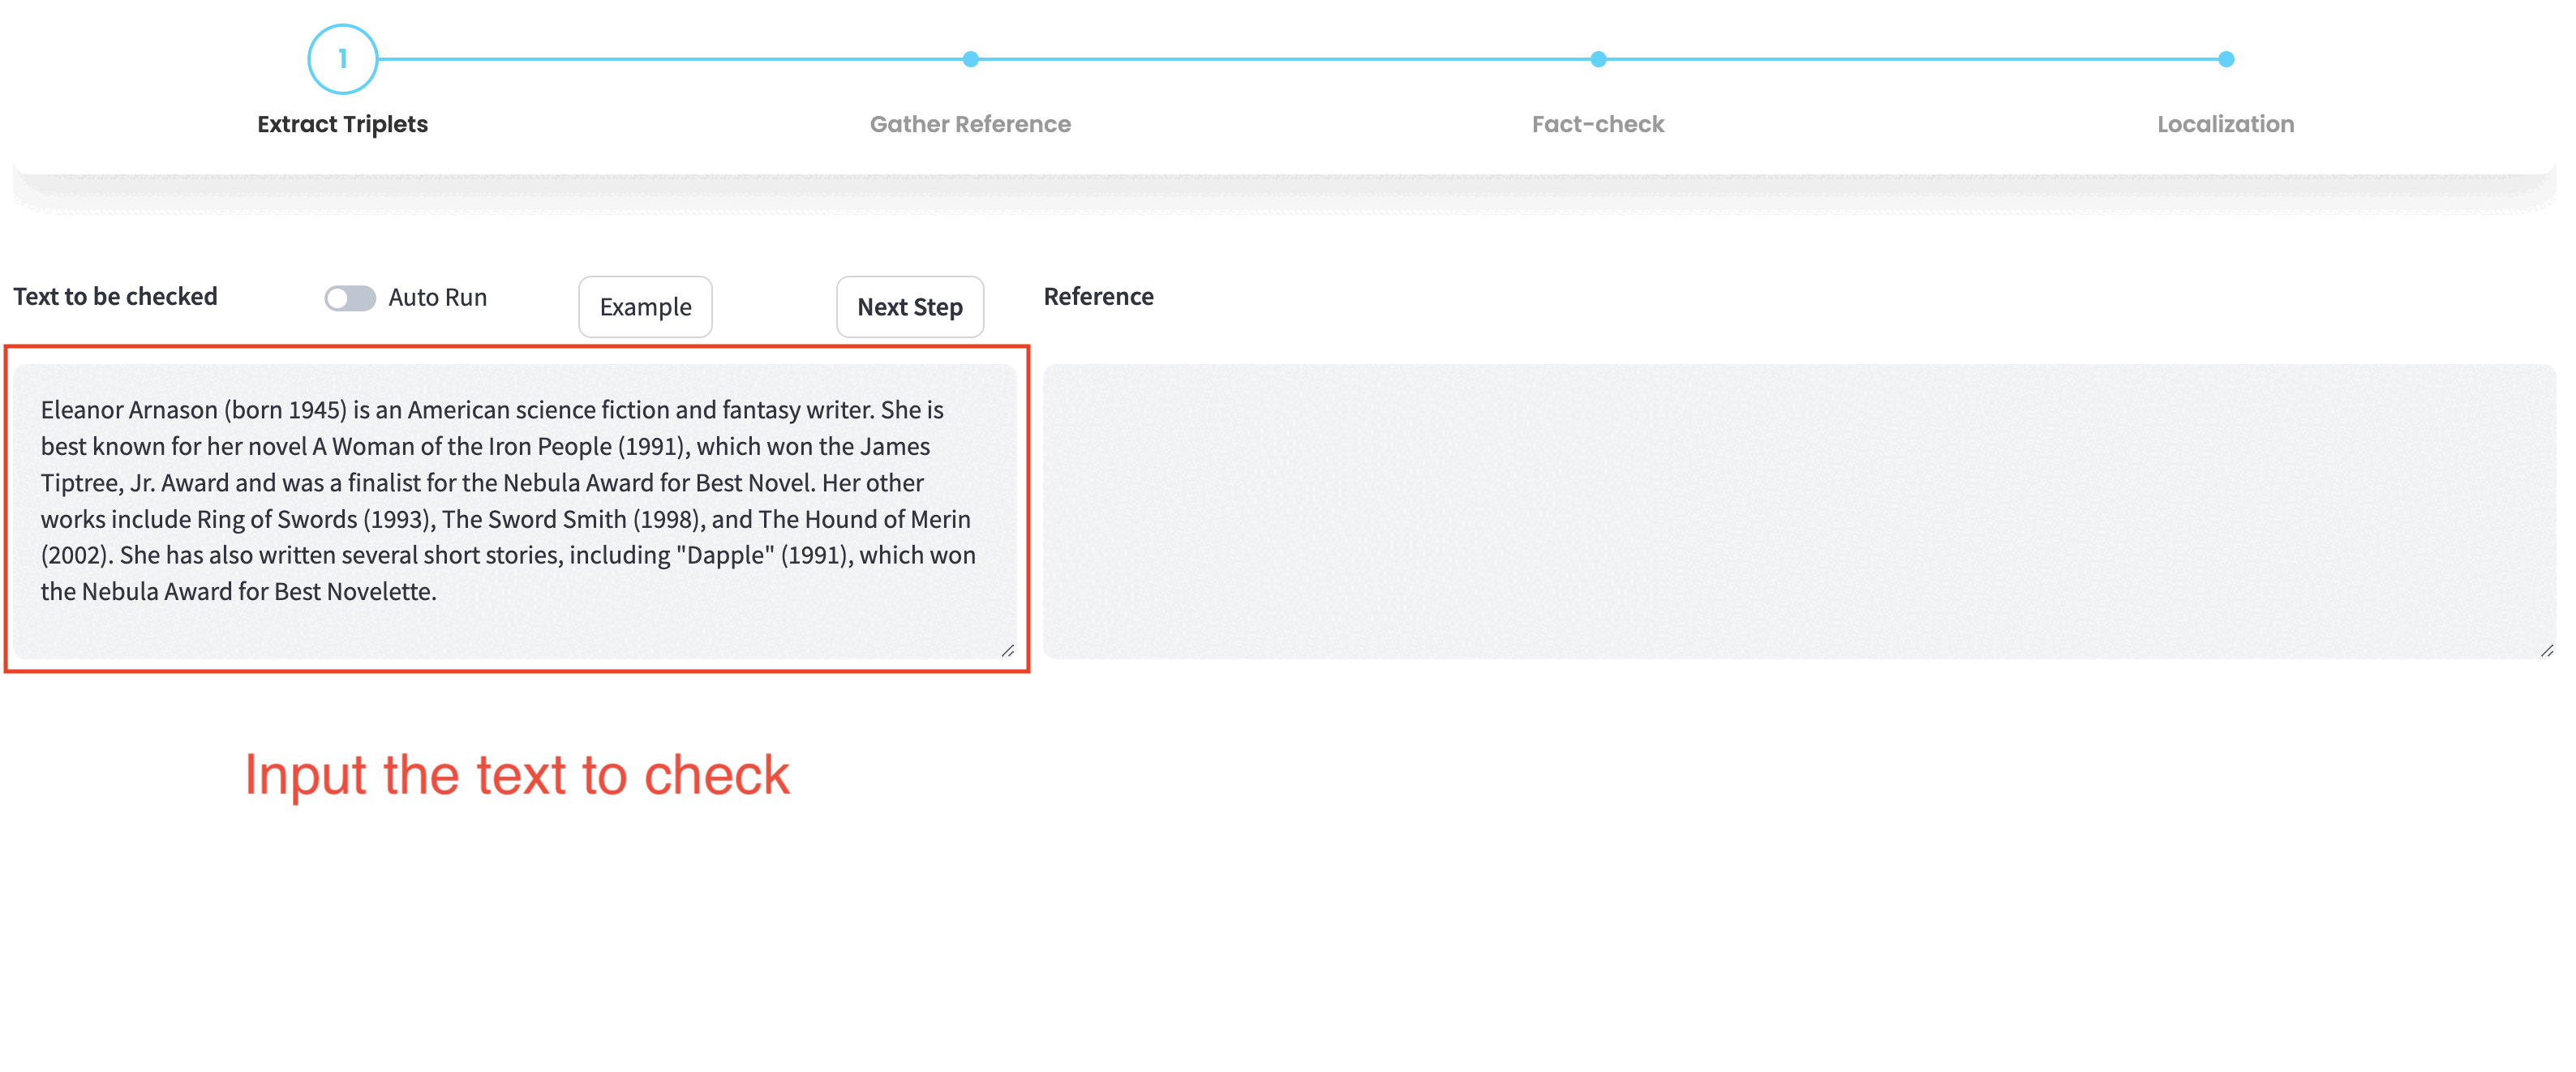 1
Extract Triplets
Gather Reference
Fact-check
Localization
Text to be checked
Auto Run
Example
Next Step
Reference
Eleanor Arnason (born 1945) is an American science fiction and fantasy writer. She is
best known for her novel A Woman of the Iron People (1991), which won the James
Tiptree, Jr. Award and was a finalist for the Nebula Award for Best Novel. Her other
works include Ring of Swords (1993), The Sword Smith (1998), and The Hound of Merin
(2002). She has also written several short stories, including "Dapple" (1991), which won
the Nebula Award for Best Novelette.
Input the text to check